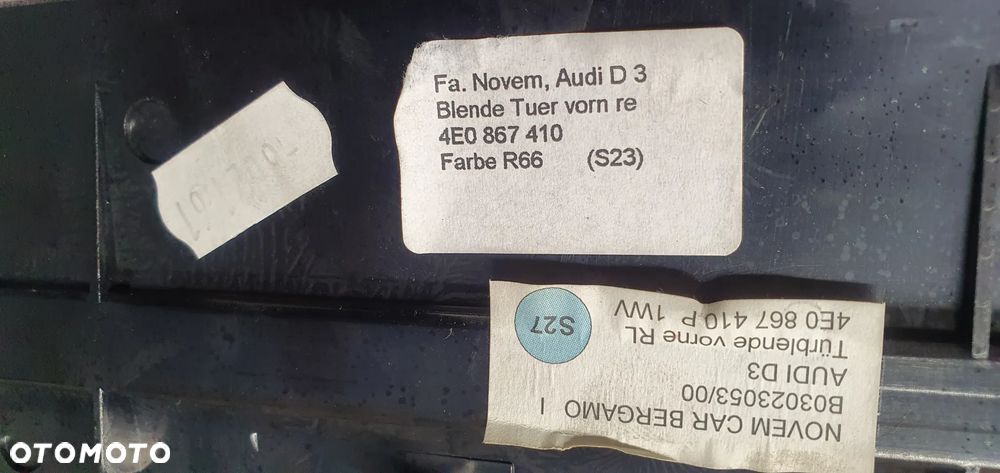 Fa. Novem, Audi D 3
Blende Tuer vorn re
4E0 867 410
Farbe R66 (S23)
NOVEM CAR BERGAMO I
B03023053/00
AUDI D3
Türblende vorne RL
4E0 867 410 P 1WV
S27
OTOMOTO